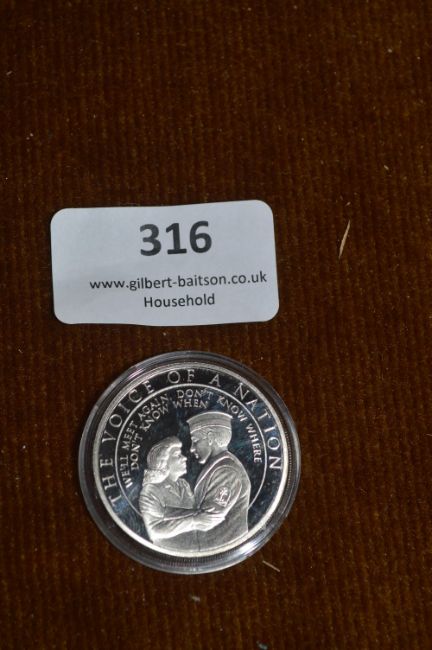 316
www.gilbert-baitson.co.uk
Household
THE VOICE OF A NATION
WE'LL MEET AGAIN, DON'T KNOW WHERE
DON'T KNOW WHEN